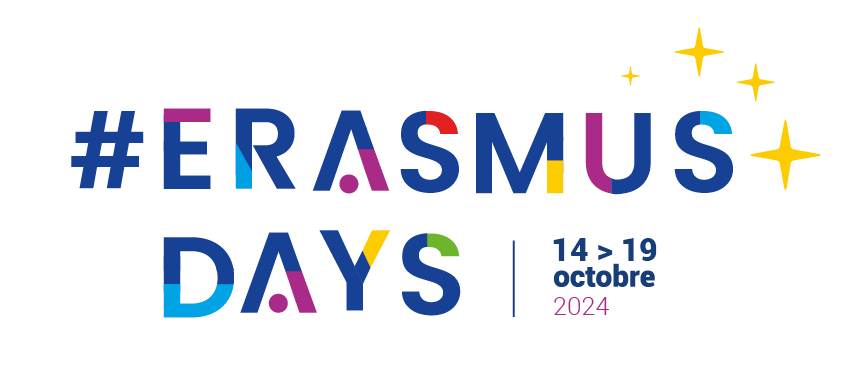 #ERASMUS
DAYS
14 > 19
octobre
2024